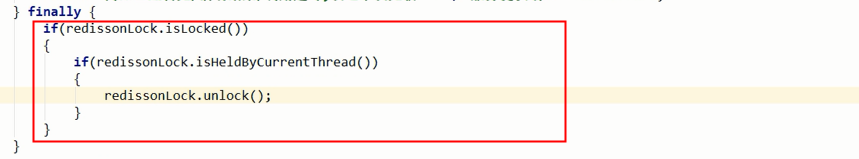 } finally {
if(redissonLock.isLocked())
{
if(redissonLock.isHeldByCurrentThread())
{
redissonLock.unlock();
}
}
}